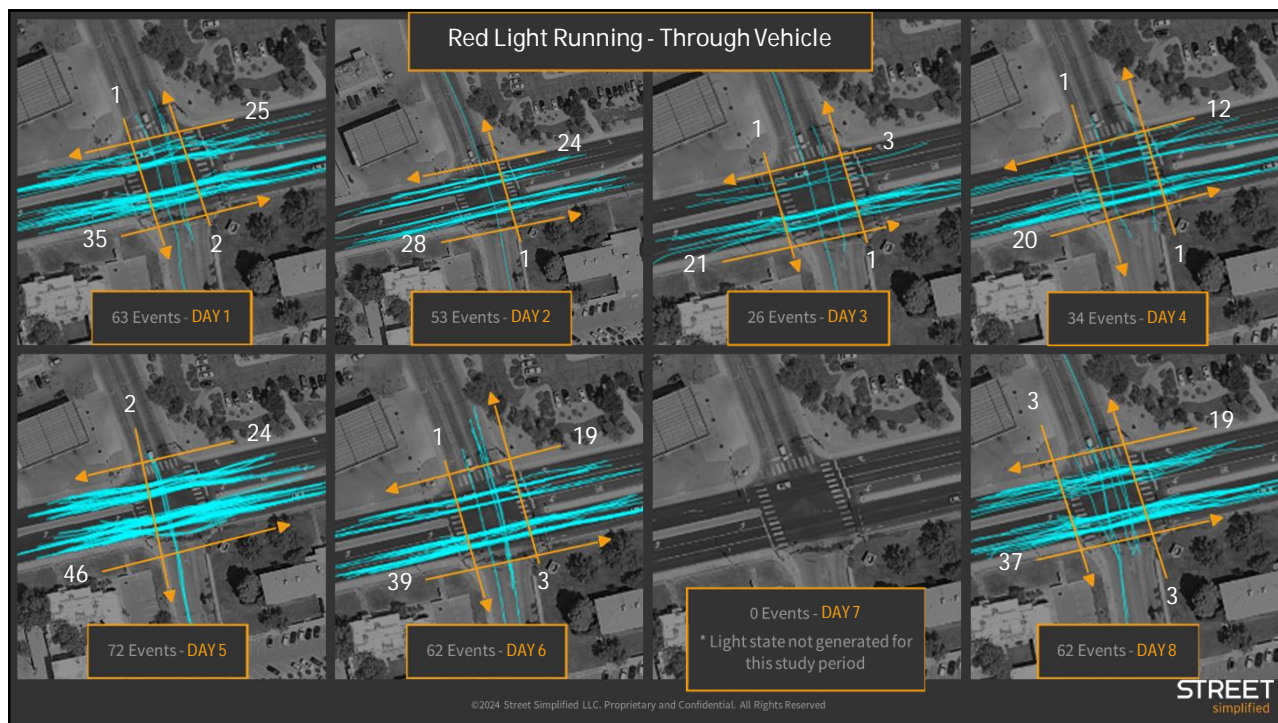 Red Light Running - Through Vehicle
1
25
35
2
63 Events - DAY 1
24
28
1
53 Events - DAY 2
1
3
21
1
26 Events - DAY 3
1
12
20
1
34 Events - DAY 4
2
24
46
72 Events - DAY 5
1
19
39
3
62 Events - DAY 6
0 Events - DAY 7
* Light state not generated for
this study period
3
19
37
3
62 Events - DAY 8
©2024 Street Simplified LLC. Proprietary and Confidential. All Rights Reserved
STREET
simplified